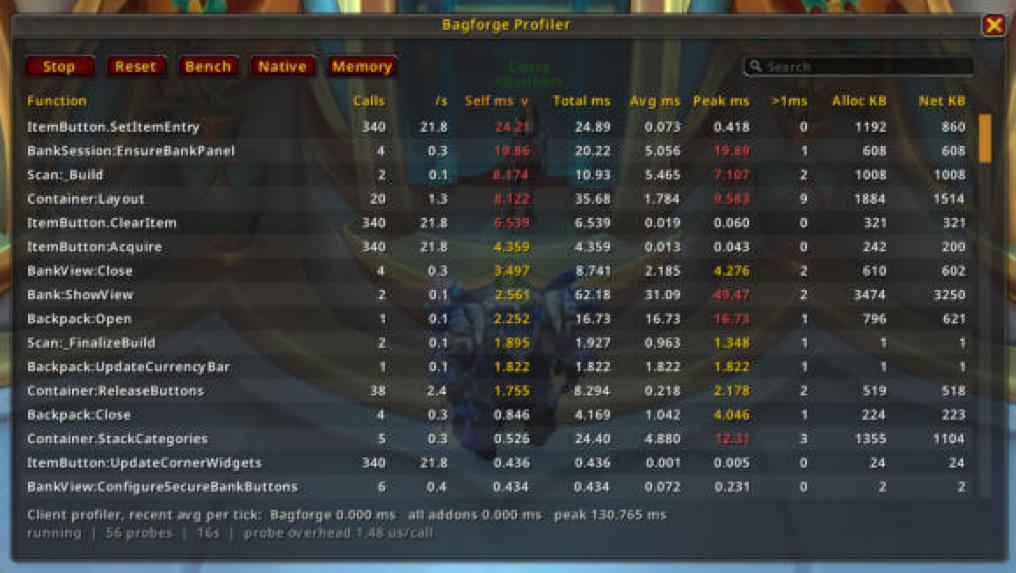 Bagforge Profiler
Stop Reset Bench Native Memory Search
Function Calls /s Self ms v Total ms Avg ms Peak ms >1ms Alloc KB Net KB
ItemButton.SetItemEntry 340 21.8 24.21 24.89 0.073 0.418 0 1192 860
BankSession:EnsureBankPanel 4 0.3 19.86 20.22 5.056 19.89 1 608 608
Scan:_Build 2 0.1 8.174 10.93 5.465 7.107 2 1008 1008
Container:Layout 20 1.3 8.122 35.68 1.784 9.583 9 1884 1514
ItemButton.ClearItem 340 21.8 6.539 6.539 0.019 0.060 0 321 321
ItemButton:Acquire 340 21.8 4.359 4.359 0.013 0.043 0 242 200
BankView:Close 4 0.3 3.497 8.741 2.185 4.276 2 610 602
Bank:ShowView 2 0.1 2.561 62.18 31.09 49.47 2 3474 3250
Backpack:Open 1 0.1 2.252 16.73 16.73 16.73 1 796 621
Scan:_FinalizeBuild 2 0.1 1.895 1.927 0.963 1.348 1 1 1
Backpack:UpdateCurrencyBar 1 0.1 1.822 1.822 1.822 1.822 1 1 1
Container:ReleaseButtons 38 2.4 1.755 8.294 0.218 2.178 2 519 518
Backpack:Close 4 0.3 0.846 4.169 1.042 4.046 1 224 223
Container.StackCategories 5 0.3 0.526 24.40 4.880 12.31 3 1355 1104
ItemButton:UpdateCornerWidgets 340 21.8 0.436 0.436 0.001 0.005 0 24 24
BankView:ConfigureSecureBankButtons 6 0.4 0.434 0.434 0.072 0.231 0 2 2
Client profiler, recent avg per tick: Bagforge 0.000 ms all addons 0.000 ms peak 130.765 ms
running | 56 probes | 16s | probe overhead 1.48 us/call